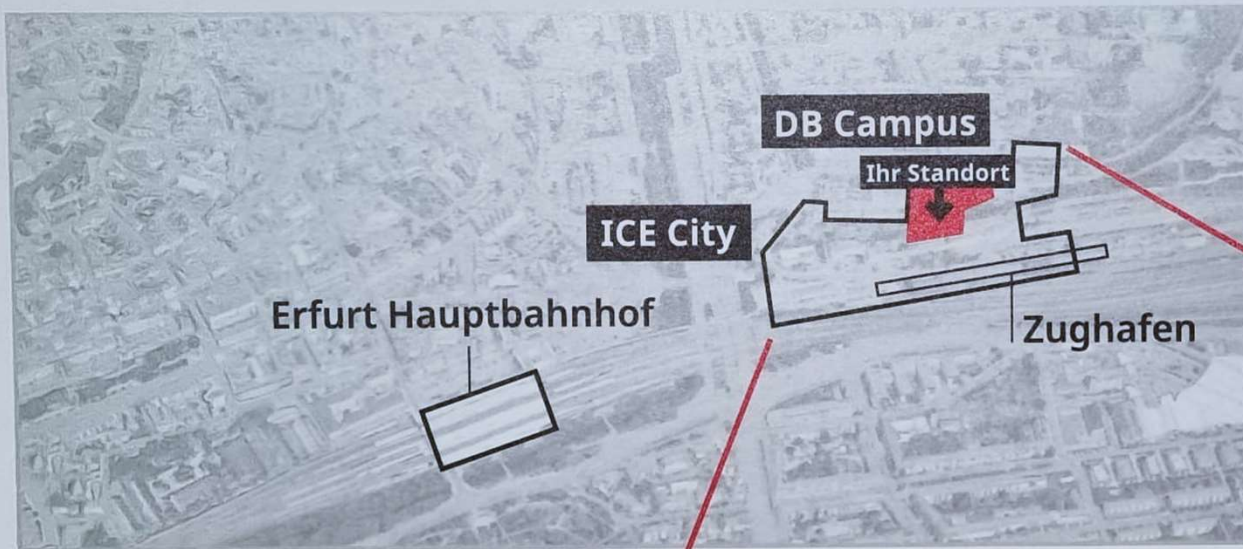 DB Campus
Ihr Standort
ICE City
Erfurt Hauptbahnhof
Zughafen